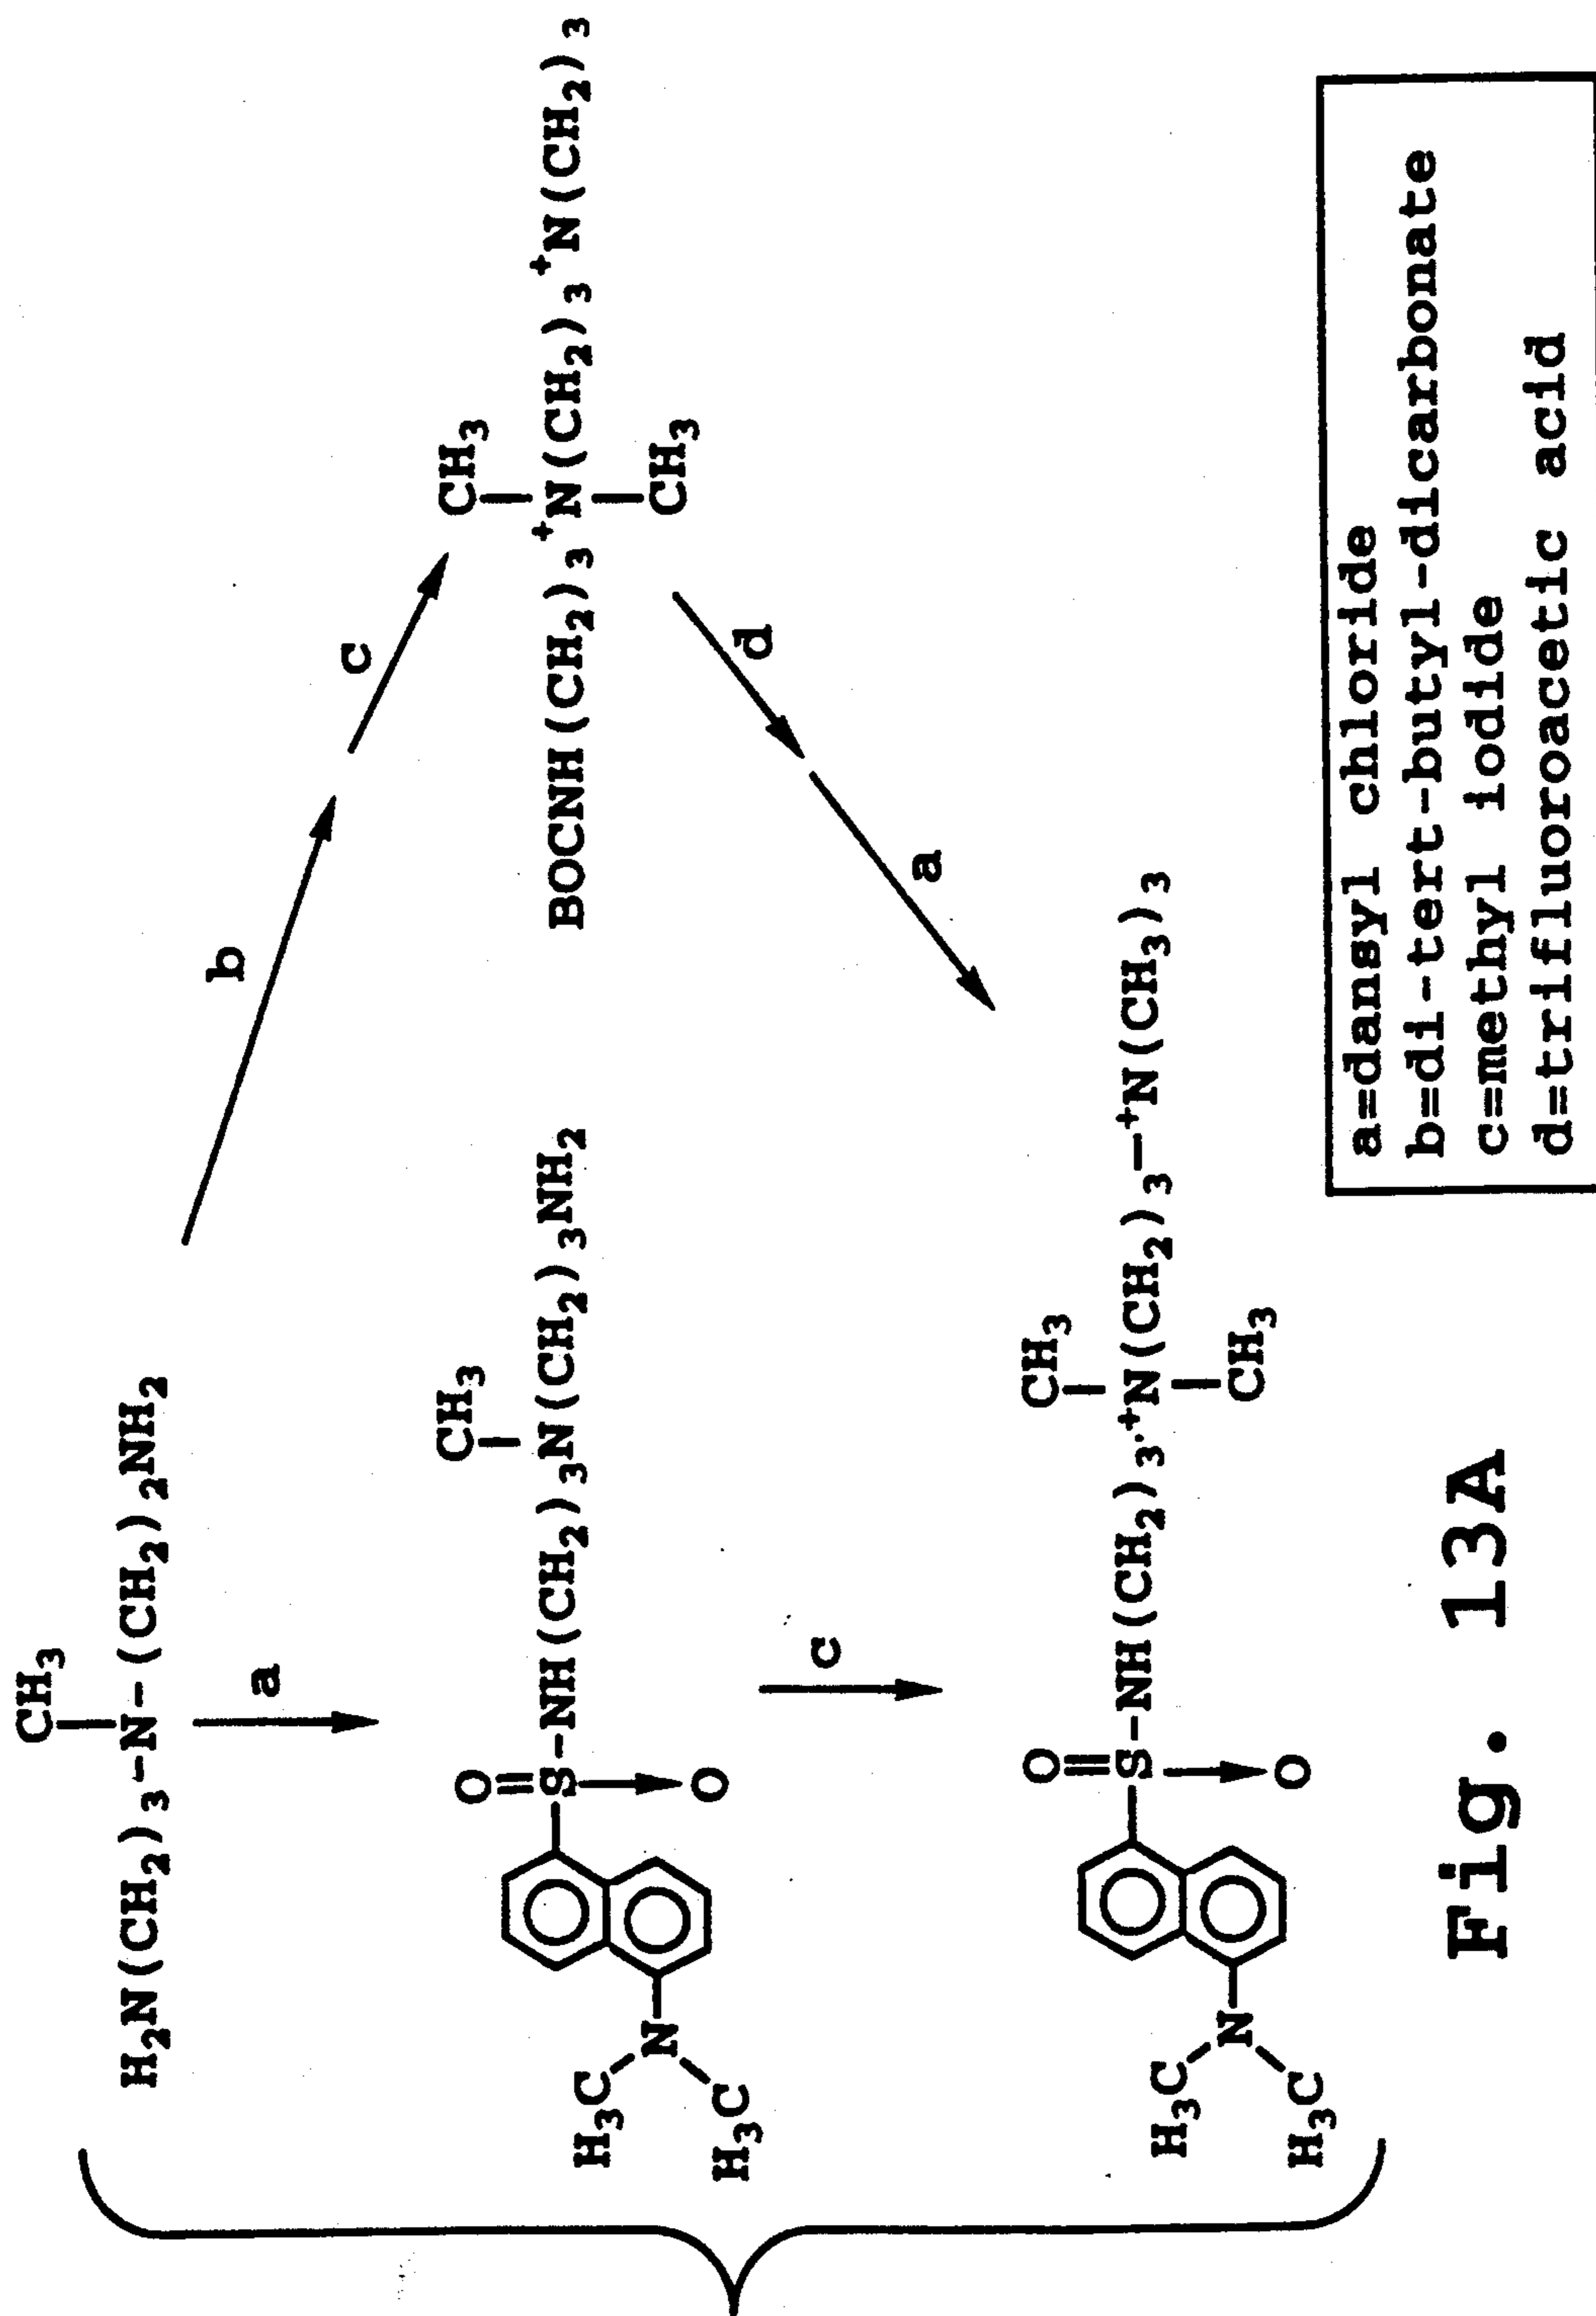 CH₃
H₂N(CH₂)₃-N-(CH₂)₂NH₂
a
b
c
CH₃
O
S-NH(CH₂)₃N(CH₂)₃NH₂
O
H₃C
N
H₃C
CH₃
BOCNH(CH₂)₃⁺N(CH₂)₃⁺N(CH₂)₃
CH₃
c
d
a
CH₃
O
S-NH(CH₂)₃⁺N(CH₂)₃-⁺N(CH₃)₃
O
CH₃
H₃C
N
H₃C
a=dansyl chloride
b=di-tert-butyl-dicarbonate
c=methyl iodide
d=trifluoroacetic acid
Fig. 13A